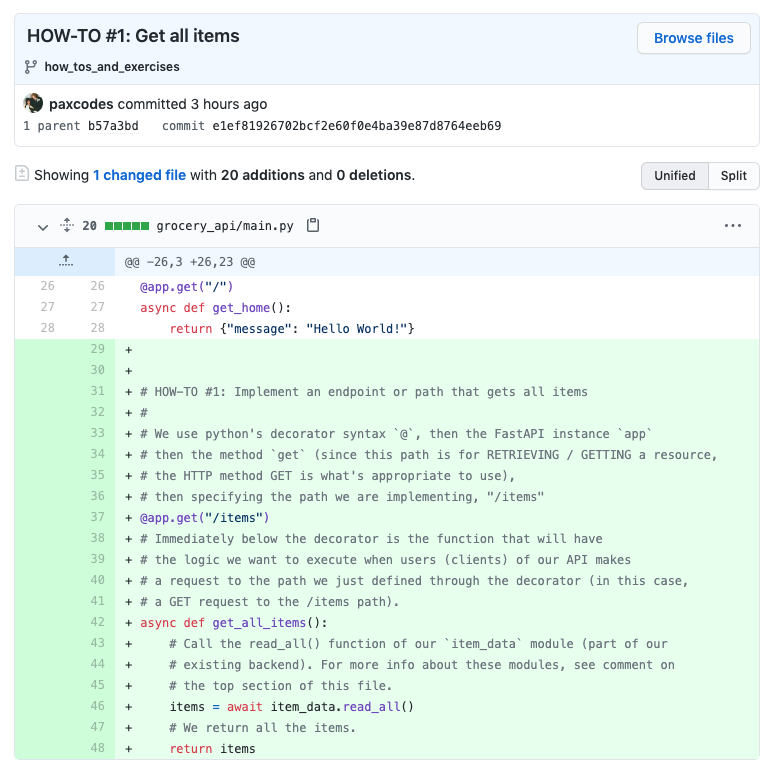 HOW-TO #1: Get all items
Browse files
how_tos_and_exercises
paxcodes committed 3 hours ago
1 parent b57a3bd commit e1ef81926702bcf2e60f0e4ba39e87d8764eeb69
Showing 1 changed file with 20 additions and 0 deletions.
Unified Split
20 grocery_api/main.py
@@ -26,3 +26,23 @@
26 26 @app.get("/")
27 27 async def get_home():
28 28 return {"message": "Hello World!"}
29 +
30 +
31 + # HOW-TO #1: Implement an endpoint or path that gets all items
32 + #
33 + # We use python's decorator syntax `@`, then the FastAPI instance `app`
34 + # then the method `get` (since this path is for RETRIEVING / GETTING a resource,
35 + # the HTTP method GET is what's appropriate to use),
36 + # then specifying the path we are implementing, "/items"
37 + @app.get("/items")
38 + # Immediately below the decorator is the function that will have
39 + # the logic we want to execute when users (clients) of our API makes
40 + # a request to the path we just defined through the decorator (in this case,
41 + # a GET request to the /items path).
42 + async def get_all_items():
43 + # Call the read_all() function of our `item_data` module (part of our
44 + # existing backend). For more info about these modules, see comment on
45 + # the top section of this file.
46 + items = await item_data.read_all()
47 + # We return all the items.
48 + return items